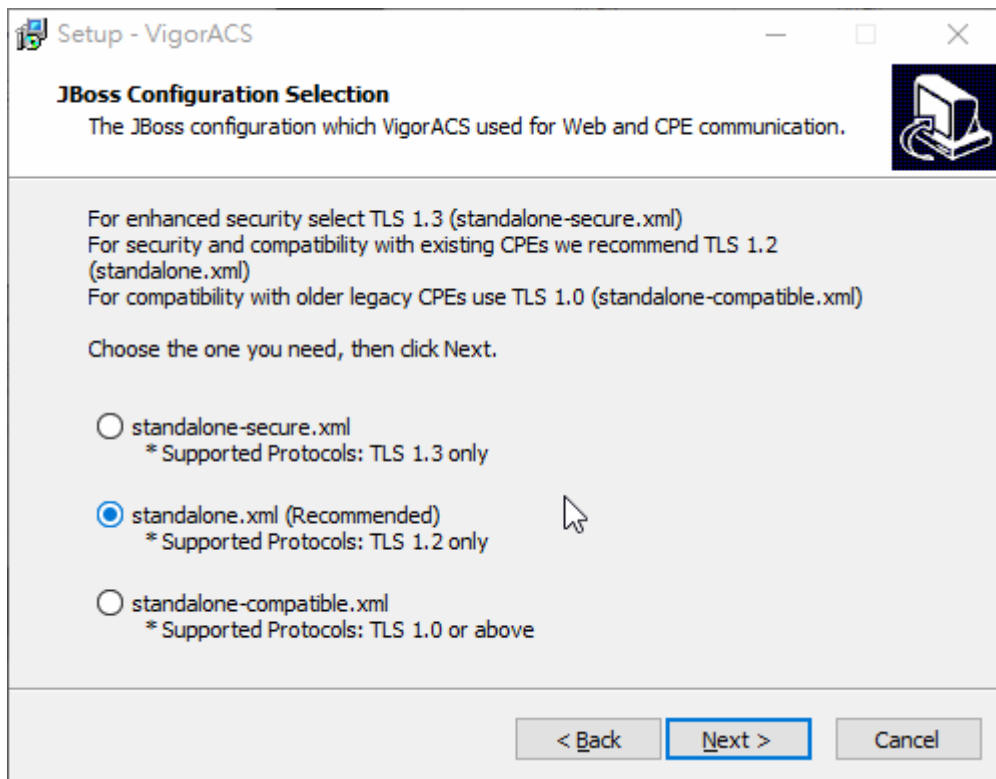 Setup - VigorACS
JBoss Configuration Selection
The JBoss configuration which VigorACS used for Web and CPE communication.
For enhanced security select TLS 1.3 (standalone-secure.xml)
For security and compatibility with existing CPEs we recommend TLS 1.2
(standalone.xml)
For compatibility with older legacy CPEs use TLS 1.0 (standalone-compatible.xml)
Choose the one you need, then click Next.
standalone-secure.xml
* Supported Protocols: TLS 1.3 only
standalone.xml (Recommended)
* Supported Protocols: TLS 1.2 only
standalone-compatible.xml
* Supported Protocols: TLS 1.0 or above
< Back Next > Cancel